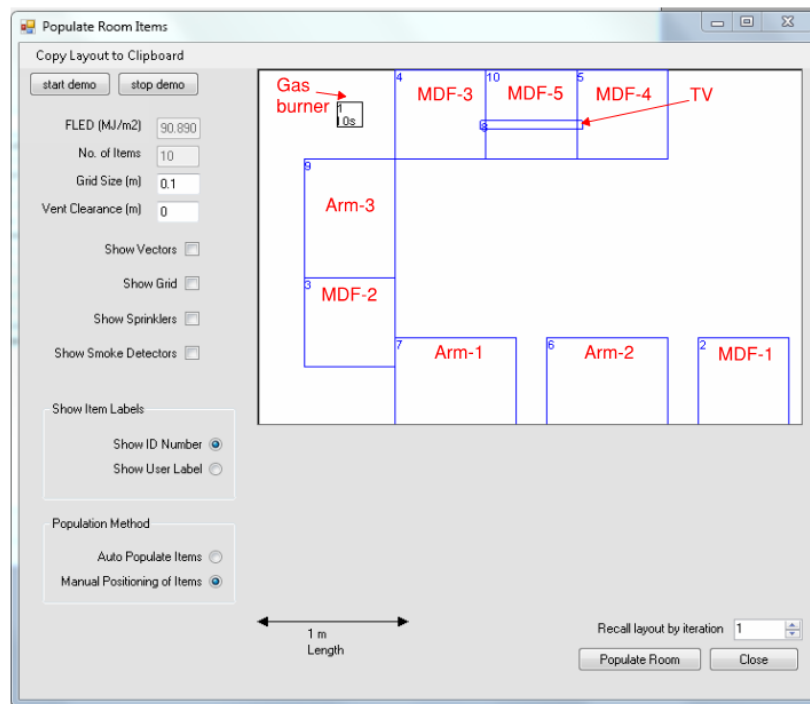 Populate Room Items
Copy Layout to Clipboard
start demo stop demo
FLED (MJ/m2) 90.890
No. of Items 10
Grid Size (m) 0.1
Vent Clearance (m) 0
Show Vectors
Show Grid
Show Sprinklers
Show Smoke Detectors
Show Item Labels
Show ID Number
Show User Label
Population Method
Auto Populate Items
Manual Positioning of Items
Gas
burner
1
0s
4
MDF-3
10
MDF-5
5
MDF-4
TV
8
9
Arm-3
3
MDF-2
7
Arm-1
6
Arm-2
2
MDF-1
1 m
Length
Recall layout by iteration 1
Populate Room Close